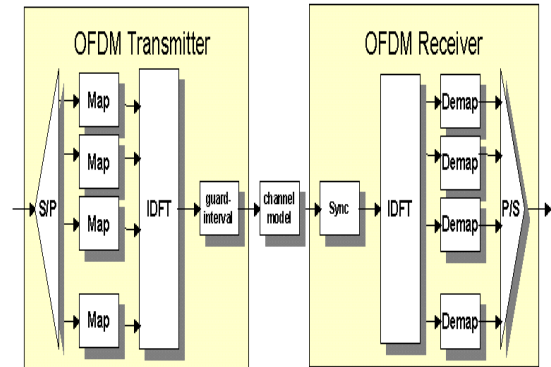 OFDM Transmitter
S/P
Map
Map
Map
Map
IDFT
guard-
interval
channel
model
OFDM Receiver
Sync
IDFT
Demap
Demap
Demap
Demap
P/S